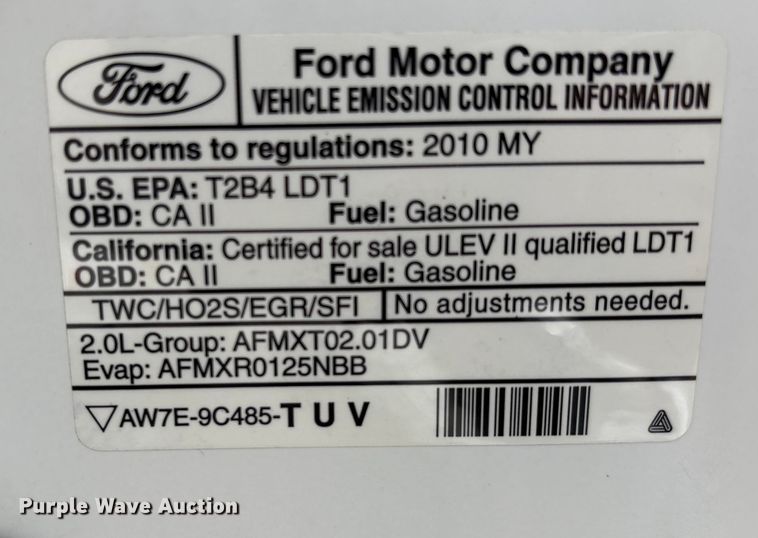 Ford
Ford Motor Company
VEHICLE EMISSION CONTROL INFORMATION
Conforms to regulations: 2010 MY
U.S. EPA: T2B4 LDT1
OBD: CA II Fuel: Gasoline
California: Certified for sale ULEV II qualified LDT1
OBD: CA II Fuel: Gasoline
TWC/HO2S/EGR/SFI No adjustments needed.
2.0L-Group: AFMXT02.01DV
Evap: AFMXR0125NBB
AW7E-9C485-T U V
Purple Wave Auction